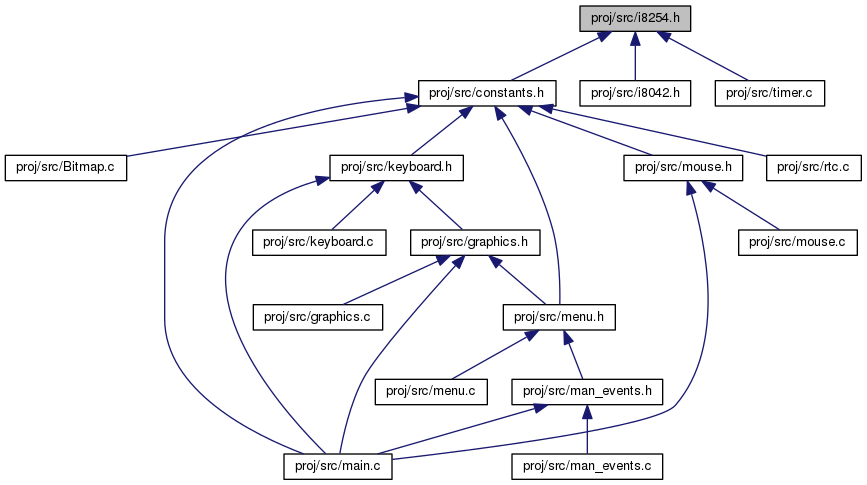 proj/src/i8254.h
proj/src/constants.h
proj/src/i8042.h
proj/src/timer.c
proj/src/Bitmap.c
proj/src/keyboard.h
proj/src/mouse.h
proj/src/rtc.c
proj/src/keyboard.c
proj/src/graphics.h
proj/src/mouse.c
proj/src/graphics.c
proj/src/menu.h
proj/src/menu.c
proj/src/man_events.h
proj/src/main.c
proj/src/man_events.c